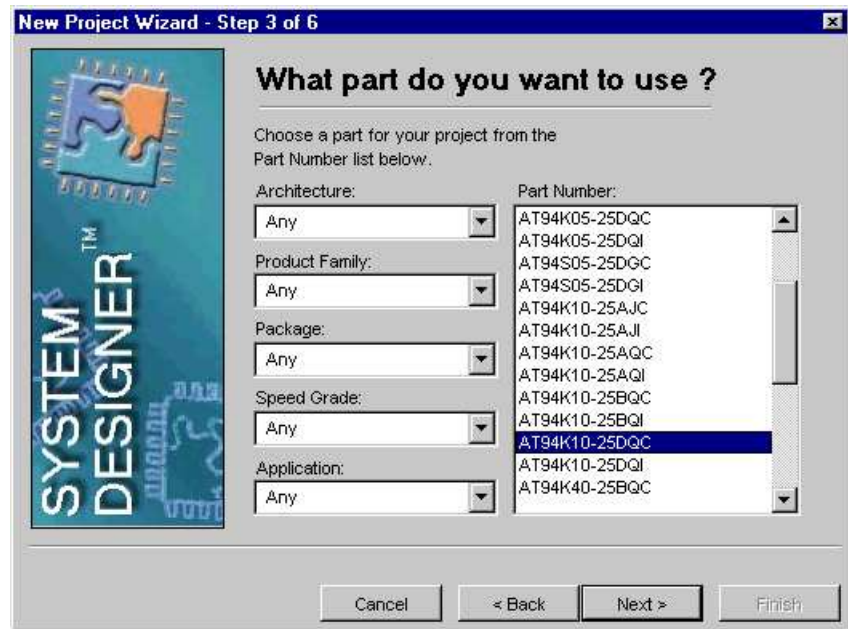 New Project Wizard - Step 3 of 6
SYSTEM
DESIGNER™
What part do you want to use ?
Choose a part for your project from the
Part Number list below.
Architecture:
Any
Product Family:
Any
Package:
Any
Speed Grade:
Any
Application:
Any
Part Number:
AT94K05-25DQC
AT94K05-25DQI
AT94S05-25DGC
AT94S05-25DGI
AT94K10-25AJC
AT94K10-25AJI
AT94K10-25AQC
AT94K10-25AQI
AT94K10-25BQC
AT94K10-25BQI
AT94K10-25DQC
AT94K10-25DQI
AT94K40-25BQC
Cancel
< Back
Next >
Finish